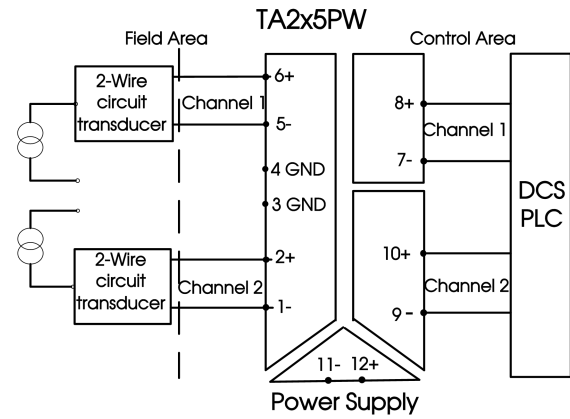 TA2x5PW
Field Area
Control Area
2-Wire
circuit
transducer
6+
Channel 1
5-
4 GND
3 GND
2-Wire
circuit
transducer
2+
Channel 2
1-
8+
Channel 1
7-
10+
Channel 2
9-
DCS
PLC
11- 12+
Power Supply